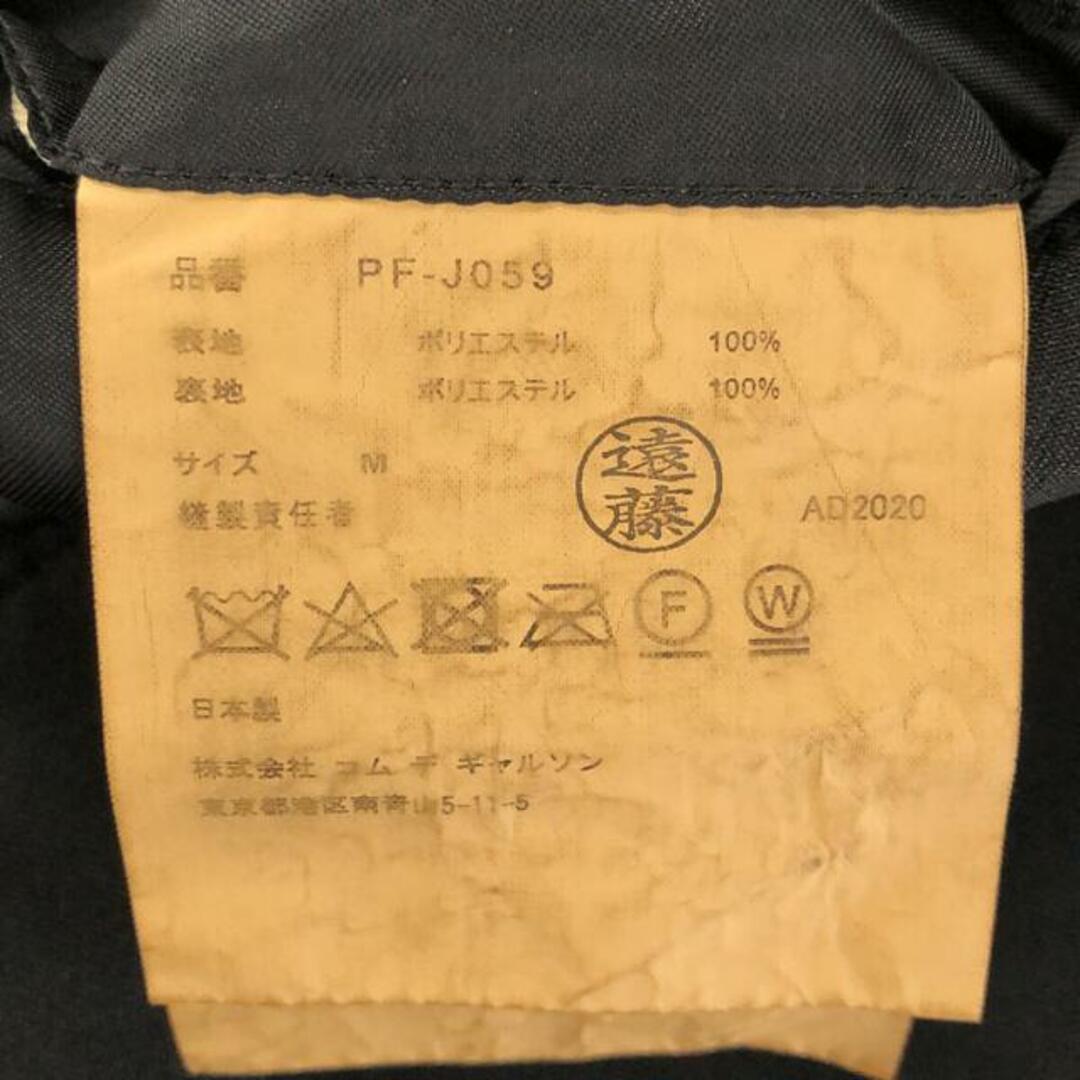 品番 PF-J059
表地 ポリエステル 100%
裏地 ポリエステル 100%
サイズ M
縫製責任者 遠藤 AD2020
F W
日本製
株式会社 コム デ ギャルソン
東京都港区南青山5-11-5